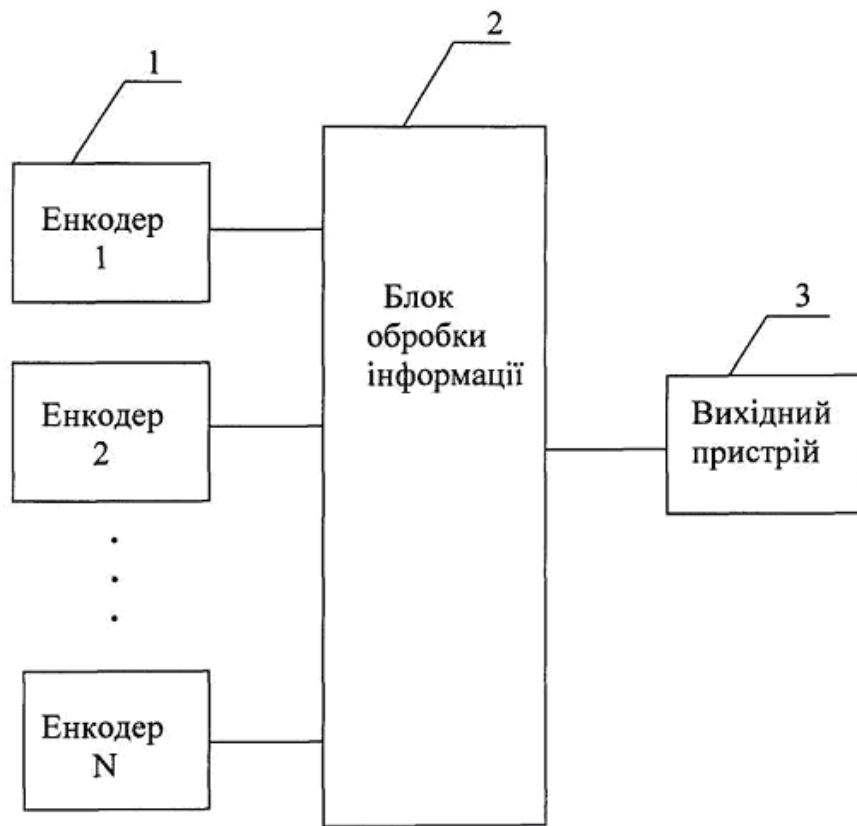 1
2
Енкодер
1
Блок
обробки
інформації
3
Енкодер
2
Вихідний
пристрій
Енкодер
N